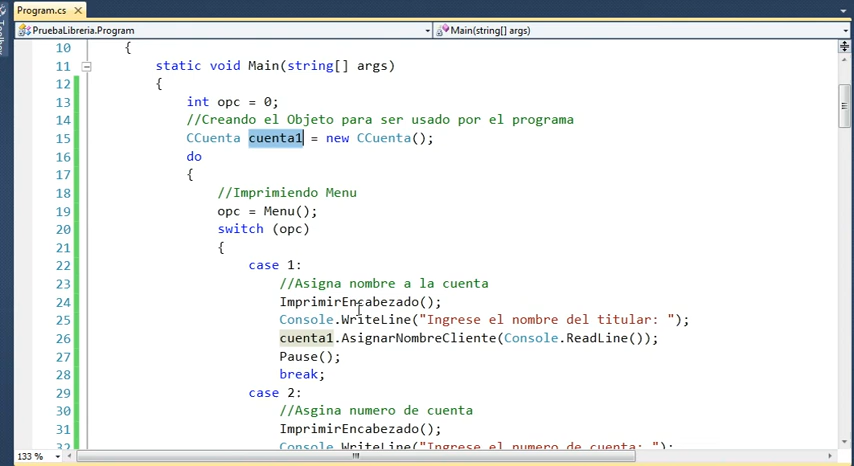 Program.cs ×
PruebaLibreria.Program
Main(string[] args)
10 {
11 static void Main(string[] args)
12 {
13 int opc = 0;
14 //Creando el Objeto para ser usado por el programa
15 CCuenta cuenta1 = new CCuenta();
16 do
17 {
18 //Imprimiendo Menu
19 opc = Menu();
20 switch (opc)
21 {
22 case 1:
23 //Asigna nombre a la cuenta
24 ImprimirEncabezado();
25 Console.WriteLine("Ingrese el nombre del titular: ");
26 cuenta1.AsignarNombreCliente(Console.ReadLine());
27 Pause();
28 break;
29 case 2:
30 //Asgina numero de cuenta
31 ImprimirEncabezado();
32 Console.WriteLine("Ingrese el numero de cuenta: ");
133 %